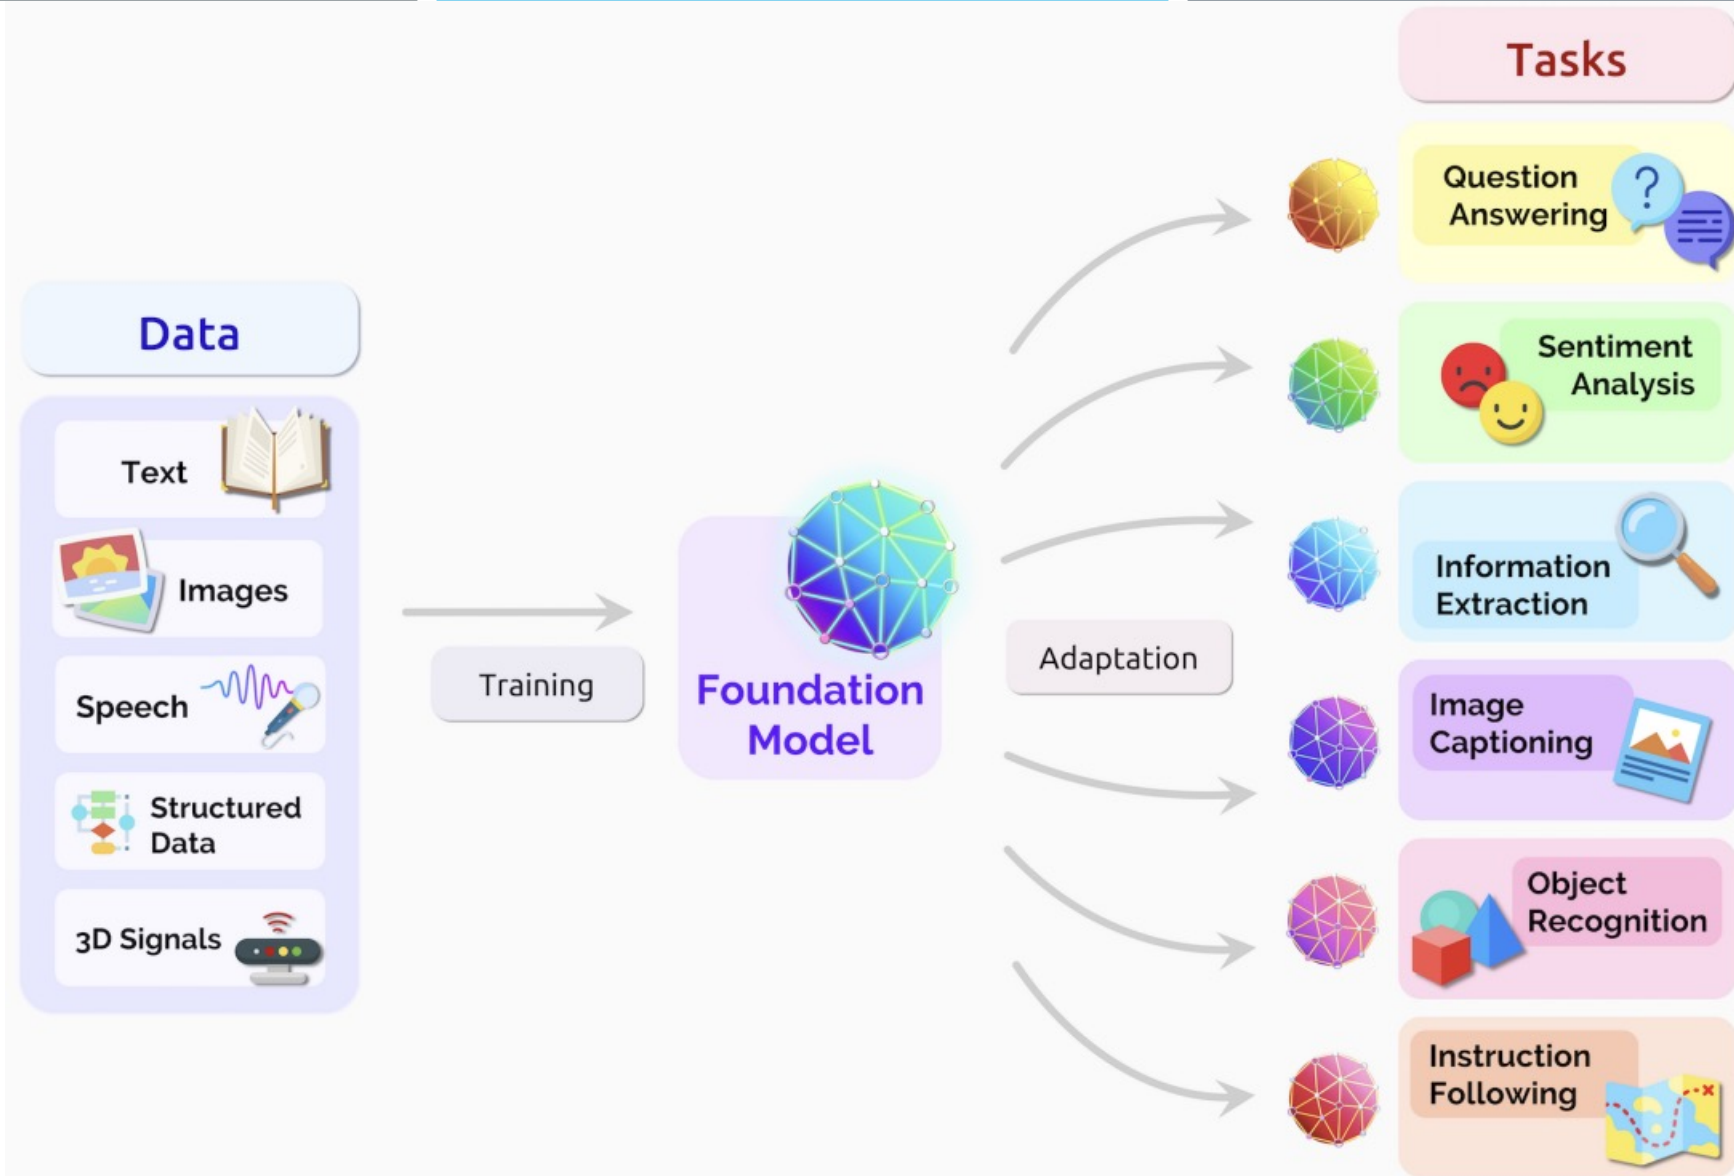 Data
Text
Images
Speech
Structured
Data
3D Signals
Training
Foundation
Model
Adaptation
Tasks
Question
Answering
?
Sentiment
Analysis
Information
Extraction
Image
Captioning
Object
Recognition
Instruction
Following